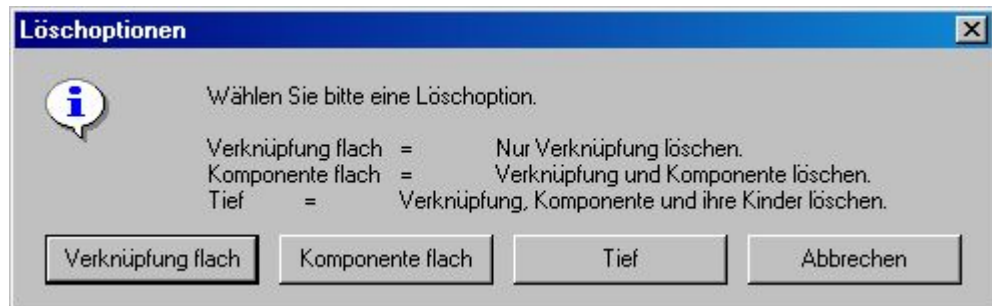 Löschoptionen
Wählen Sie bitte eine Löschoption.
Verknüpfung flach = Nur Verknüpfung löschen.
Komponente flach = Verknüpfung und Komponente löschen.
Tief = Verknüpfung, Komponente und ihre Kinder löschen.
Verknüpfung flach Komponente flach Tief Abbrechen